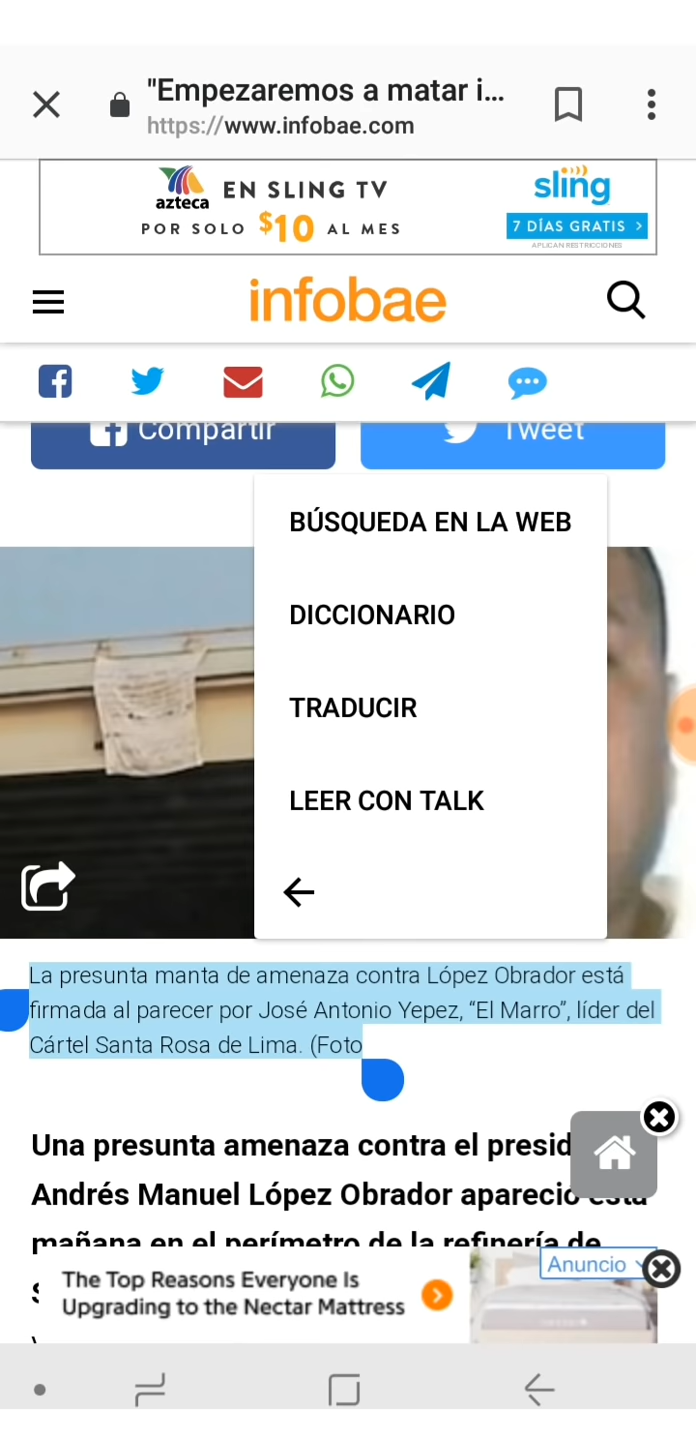 "Empezaremos a matar i...
https://www.infobae.com
azteca EN SLING TV
POR SOLO $10 AL MES
sling
7 DÍAS GRATIS >
APLICAN RESTRICCIONES
infobae
Compartir
Tweet
BÚSQUEDA EN LA WEB
DICCIONARIO
TRADUCIR
LEER CON TALK
La presunta manta de amenaza contra López Obrador está
firmada al parecer por José Antonio Yepez, “El Marro”, líder del
Cártel Santa Rosa de Lima. (Foto
Una presunta amenaza contra el presid
Andrés Manuel López Obrador apareció esta
mañana en el perímetro de la refinería de
The Top Reasons Everyone Is
Upgrading to the Nectar Mattress
Anuncio